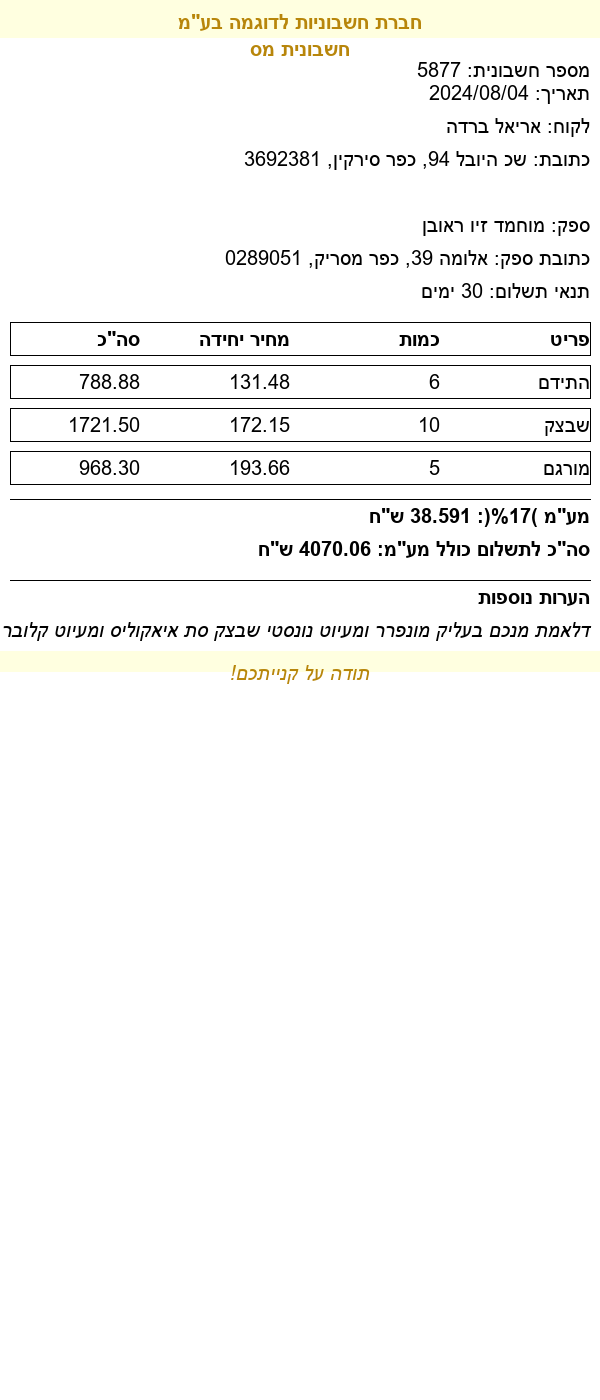 חברת חשבוניות לדוגמה בע"מ
חשבונית מס
מספר חשבונית: 5877
תאריך: 2024/08/04
לקוח: אריאל ברדה
כתובת: שכ היובל 94, כפר סירקין, 3692381
ספק: מוחמד זיו ראובן
כתובת ספק: אלומה 39, כפר מסריק, 0289051
תנאי תשלום: 30 ימים
פריט כמות מחיר יחידה סה"כ
התידם 6 131.48 788.88
שבצק 10 172.15 1721.50
מורגם 5 193.66 968.30
מע"מ )17%(: 38.591 ש"ח
סה"כ לתשלום כולל מע"מ: 4070.06 ש"ח
הערות נוספות
דלאמת מנכם בעליק מונפרר ומעיוט נונסטי שבצק סת איאקוליס ומעיוט קלובר
תודה על קנייתכם!